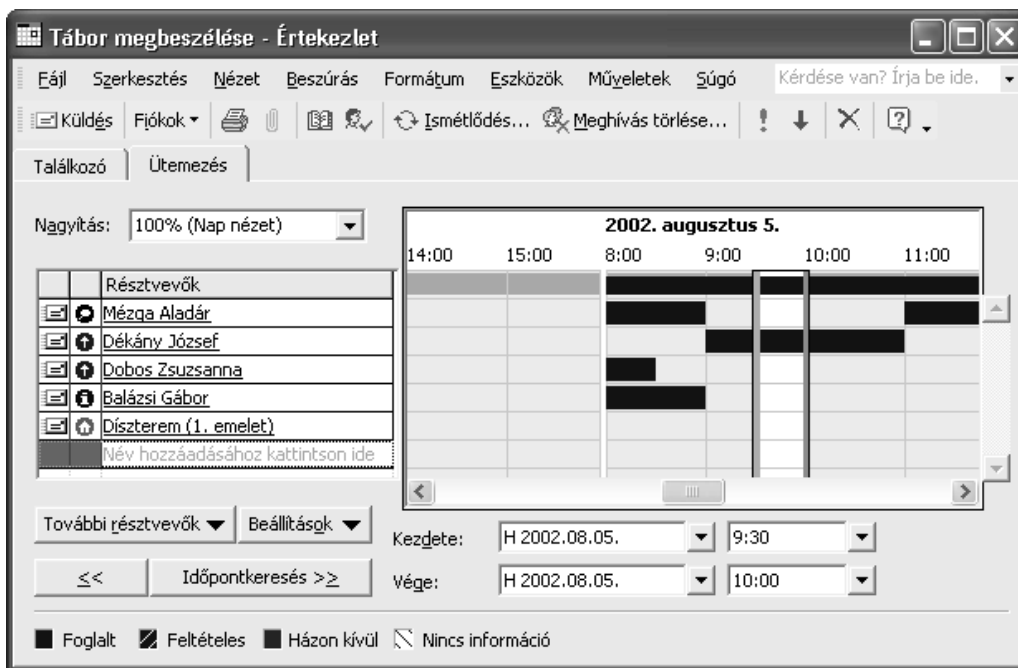 Tábor megbeszélése - Értekezlet
Fájl Szerkesztés Nézet Beszúrás Formátum Eszközök Műveletek Súgó Kérdése van? Írja be ide.
Küldés Fiókok Ismétlődés... Meghívás törlése...
Találkozó Ütemezés
Nagyítás: 100% (Nap nézet)
2002. augusztus 5.
14:00 15:00 8:00 9:00 10:00 11:00
Résztvevők
Mézga Aladár
Dékány József
Dobos Zsuzsanna
Balázsi Gábor
Díszterem (1. emelet)
Név hozzáadásához kattintson ide
További résztvevők Beállítások
Kezdete: H 2002.08.05. 9:30
<< Időpontkeresés >>
Vége: H 2002.08.05. 10:00
Foglalt Feltételes Házon kívül Nincs információ